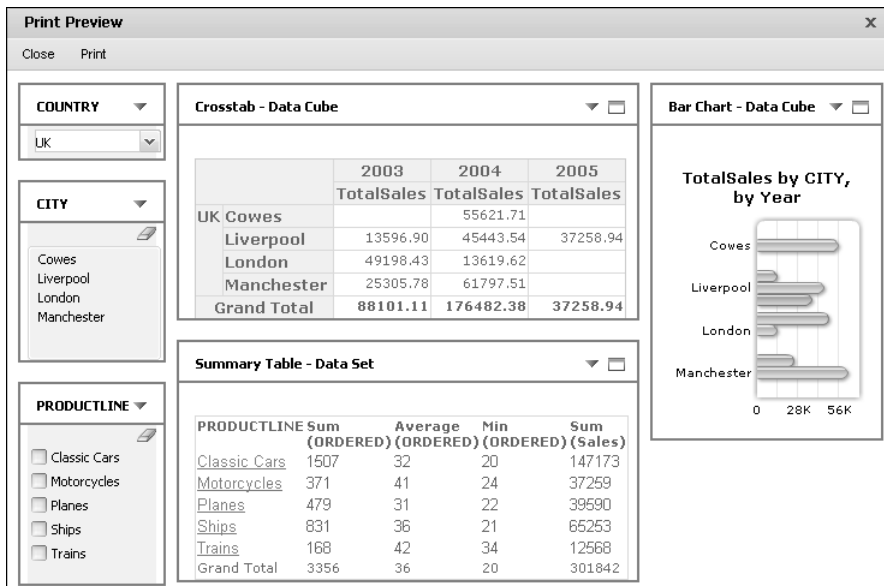 Print Preview x
Close Print
COUNTRY
UK
CITY
Cowes
Liverpool
London
Manchester
PRODUCTLINE
Classic Cars
Motorcycles
Planes
Ships
Trains
Crosstab - Data Cube
2003 2004 2005
TotalSales TotalSales TotalSales
UK Cowes 55621.71
Liverpool 13596.90 45443.54 37258.94
London 49198.43 13619.62
Manchester 25305.78 61797.51
Grand Total 88101.11 176482.38 37258.94
Summary Table - Data Set
PRODUCTLINE Sum Average Min Sum
(ORDERED) (ORDERED) (ORDERED) (Sales)
Classic Cars 1507 32 20 147173
Motorcycles 371 41 24 37259
Planes 479 31 22 39590
Ships 831 36 21 65253
Trains 168 42 34 12568
Grand Total 3356 36 20 301842
Bar Chart - Data Cube
TotalSales by CITY,
by Year
Cowes
Liverpool
London
Manchester
0 28K 56K